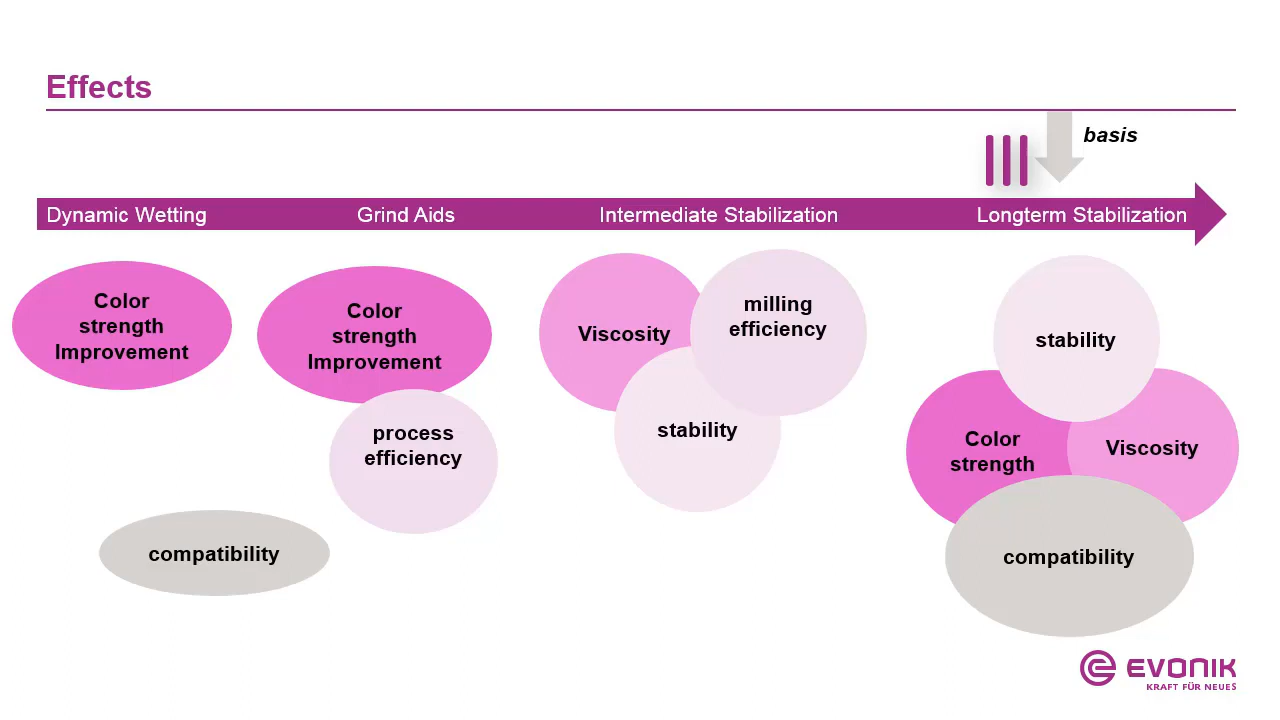 Effects
basis
Dynamic Wetting
Grind Aids
Intermediate Stabilization
Longterm Stabilization
Color
strength
Improvement
Color
strength
Improvement
process
efficiency
compatibility
Viscosity
milling
efficiency
stability
stability
Color
strength
Viscosity
compatibility
EVONIK
KRAFT FÜR NEUES